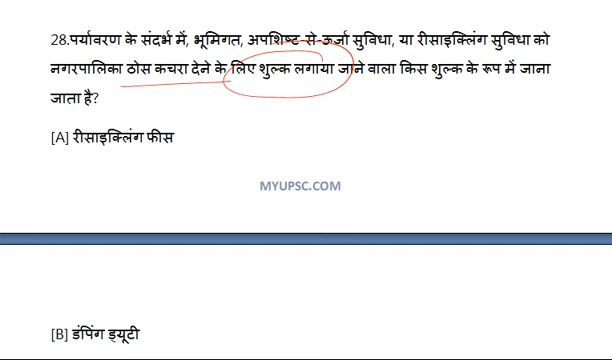 28.पर्यावरण के संदर्भ में, भूमिगत, अपशिष्ट-से-ऊर्जा सुविधा, या रीसाइक्लिंग सुविधा को
नगरपालिका ठोस कचरा देने के लिए शुल्क लगाया जाने वाला किस शुल्क के रूप में जाना
जाता है?
[A] रीसाइक्लिंग फीस
MYUPSC.COM
[B] डंपिंग ड्यूटी